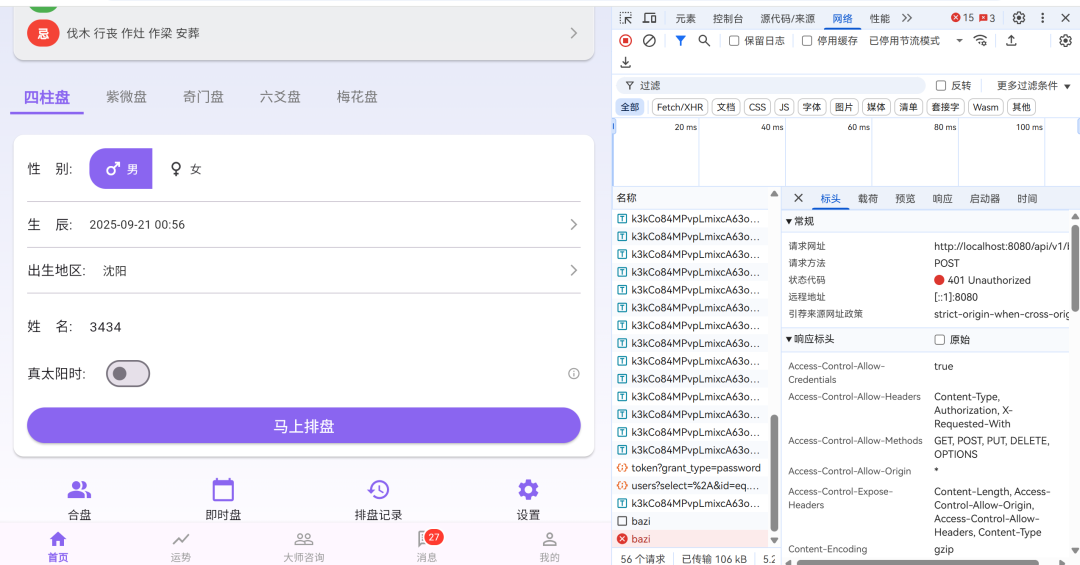 忌 伐木 行丧 作灶 作梁 安葬
四柱盘 紫微盘 奇门盘 六爻盘 梅花盘
性 别: 男 女
生 辰: 2025-09-21 00:56
出生地区: 沈阳
姓 名: 3434
真太阳时:
马上排盘
合盘 即时盘 排盘记录 设置
首页 运势 大师咨询 消息 27 我的
元素 控制台 源代码/来源 网络 性能 15 3
保留日志 停用缓存 已停用节流模式
过滤 反转 更多过滤条件
全部 Fetch/XHR 文档 CSS JS 字体 图片 媒体 清单 套接字 Wasm 其他
20 ms 40 ms 60 ms 80 ms 100 ms
名称
k3kCo84MPvpLmixcA63o...
k3kCo84MPvpLmixcA63o...
k3kCo84MPvpLmixcA63o...
k3kCo84MPvpLmixcA63o...
k3kCo84MPvpLmixcA63o...
k3kCo84MPvpLmixcA63o...
k3kCo84MPvpLmixcA63o...
k3kCo84MPvpLmixcA63o...
k3kCo84MPvpLmixcA63o...
k3kCo84MPvpLmixcA63o...
k3kCo84MPvpLmixcA63o...
k3kCo84MPvpLmixcA63o...
k3kCo84MPvpLmixcA63o...
k3kCo84MPvpLmixcA63o...
token?grant_type=password
users?select=%2A&id=eq....
k3kCo84MPvpLmixcA63o...
bazi
bazi
56 个请求 已传输 106 kB 5.2
标头 载荷 预览 响应 启动器 时间
常规
请求网址 http://localhost:8080/api/v1/
请求方法 POST
状态代码 401 Unauthorized
远程地址 [::1]:8080
引荐来源网址政策 strict-origin-when-cross-orig
响应标头 原始
Access-Control-Allow-Credentials true
Access-Control-Allow-Headers Content-Type, Authorization, X-Requested-With
Access-Control-Allow-Methods GET, POST, PUT, DELETE, OPTIONS
Access-Control-Allow-Origin *
Access-Control-Expose-Headers Content-Length, Access-Control-Allow-Origin, Access-Control-Allow-Headers, Content-Type
Content-Encoding gzip